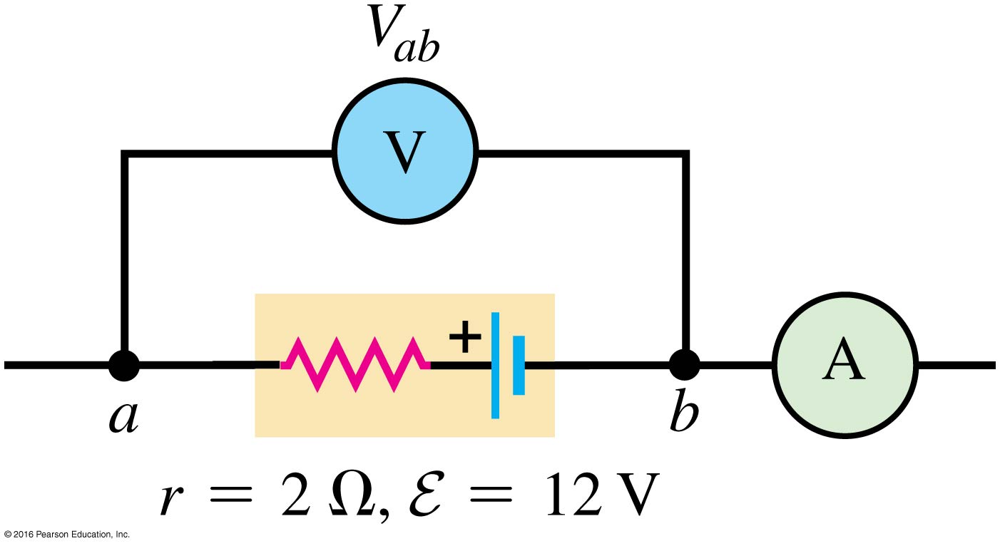 Vab
V
+
A
a
b
r = 2 Ω, ℰ = 12 V
© 2016 Pearson Education, Inc.